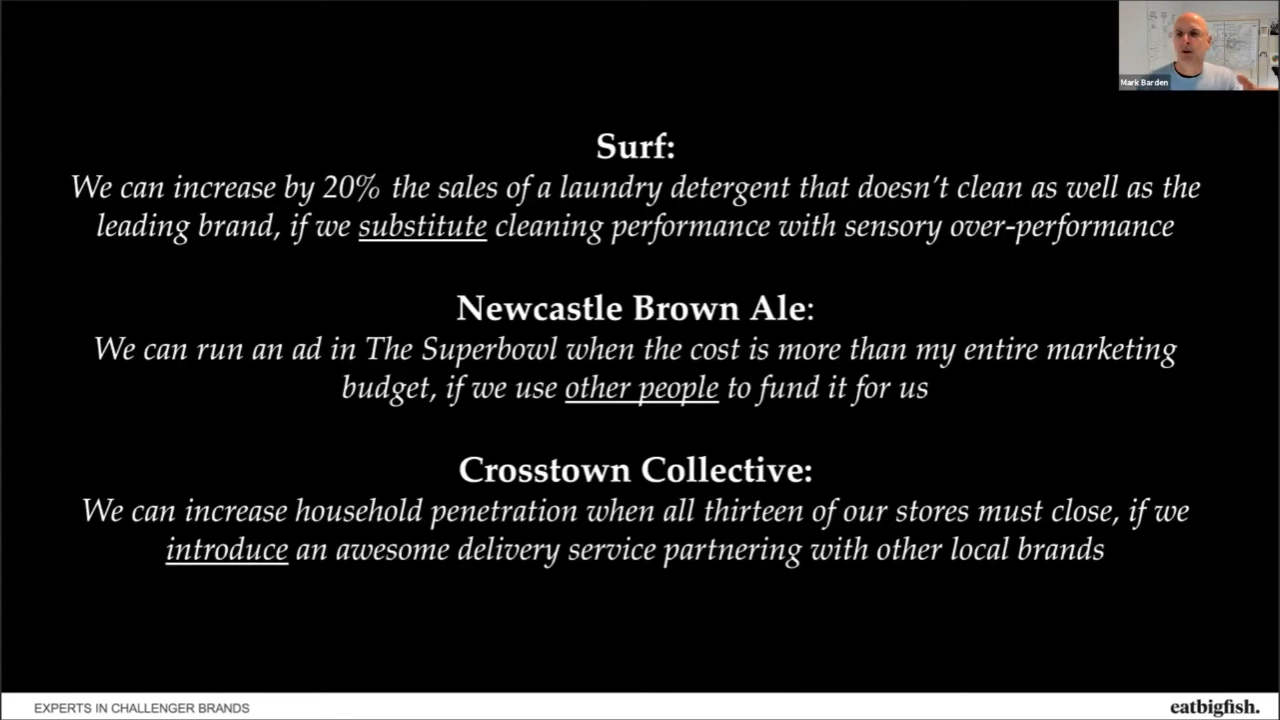 Mark Barden
Surf:
We can increase by 20% the sales of a laundry detergent that doesn’t clean as well as the
leading brand, if we substitute cleaning performance with sensory over-performance
Newcastle Brown Ale:
We can run an ad in The Superbowl when the cost is more than my entire marketing
budget, if we use other people to fund it for us
Crosstown Collective:
We can increase household penetration when all thirteen of our stores must close, if we
introduce an awesome delivery service partnering with other local brands
EXPERTS IN CHALLENGER BRANDS
eatbigfish.